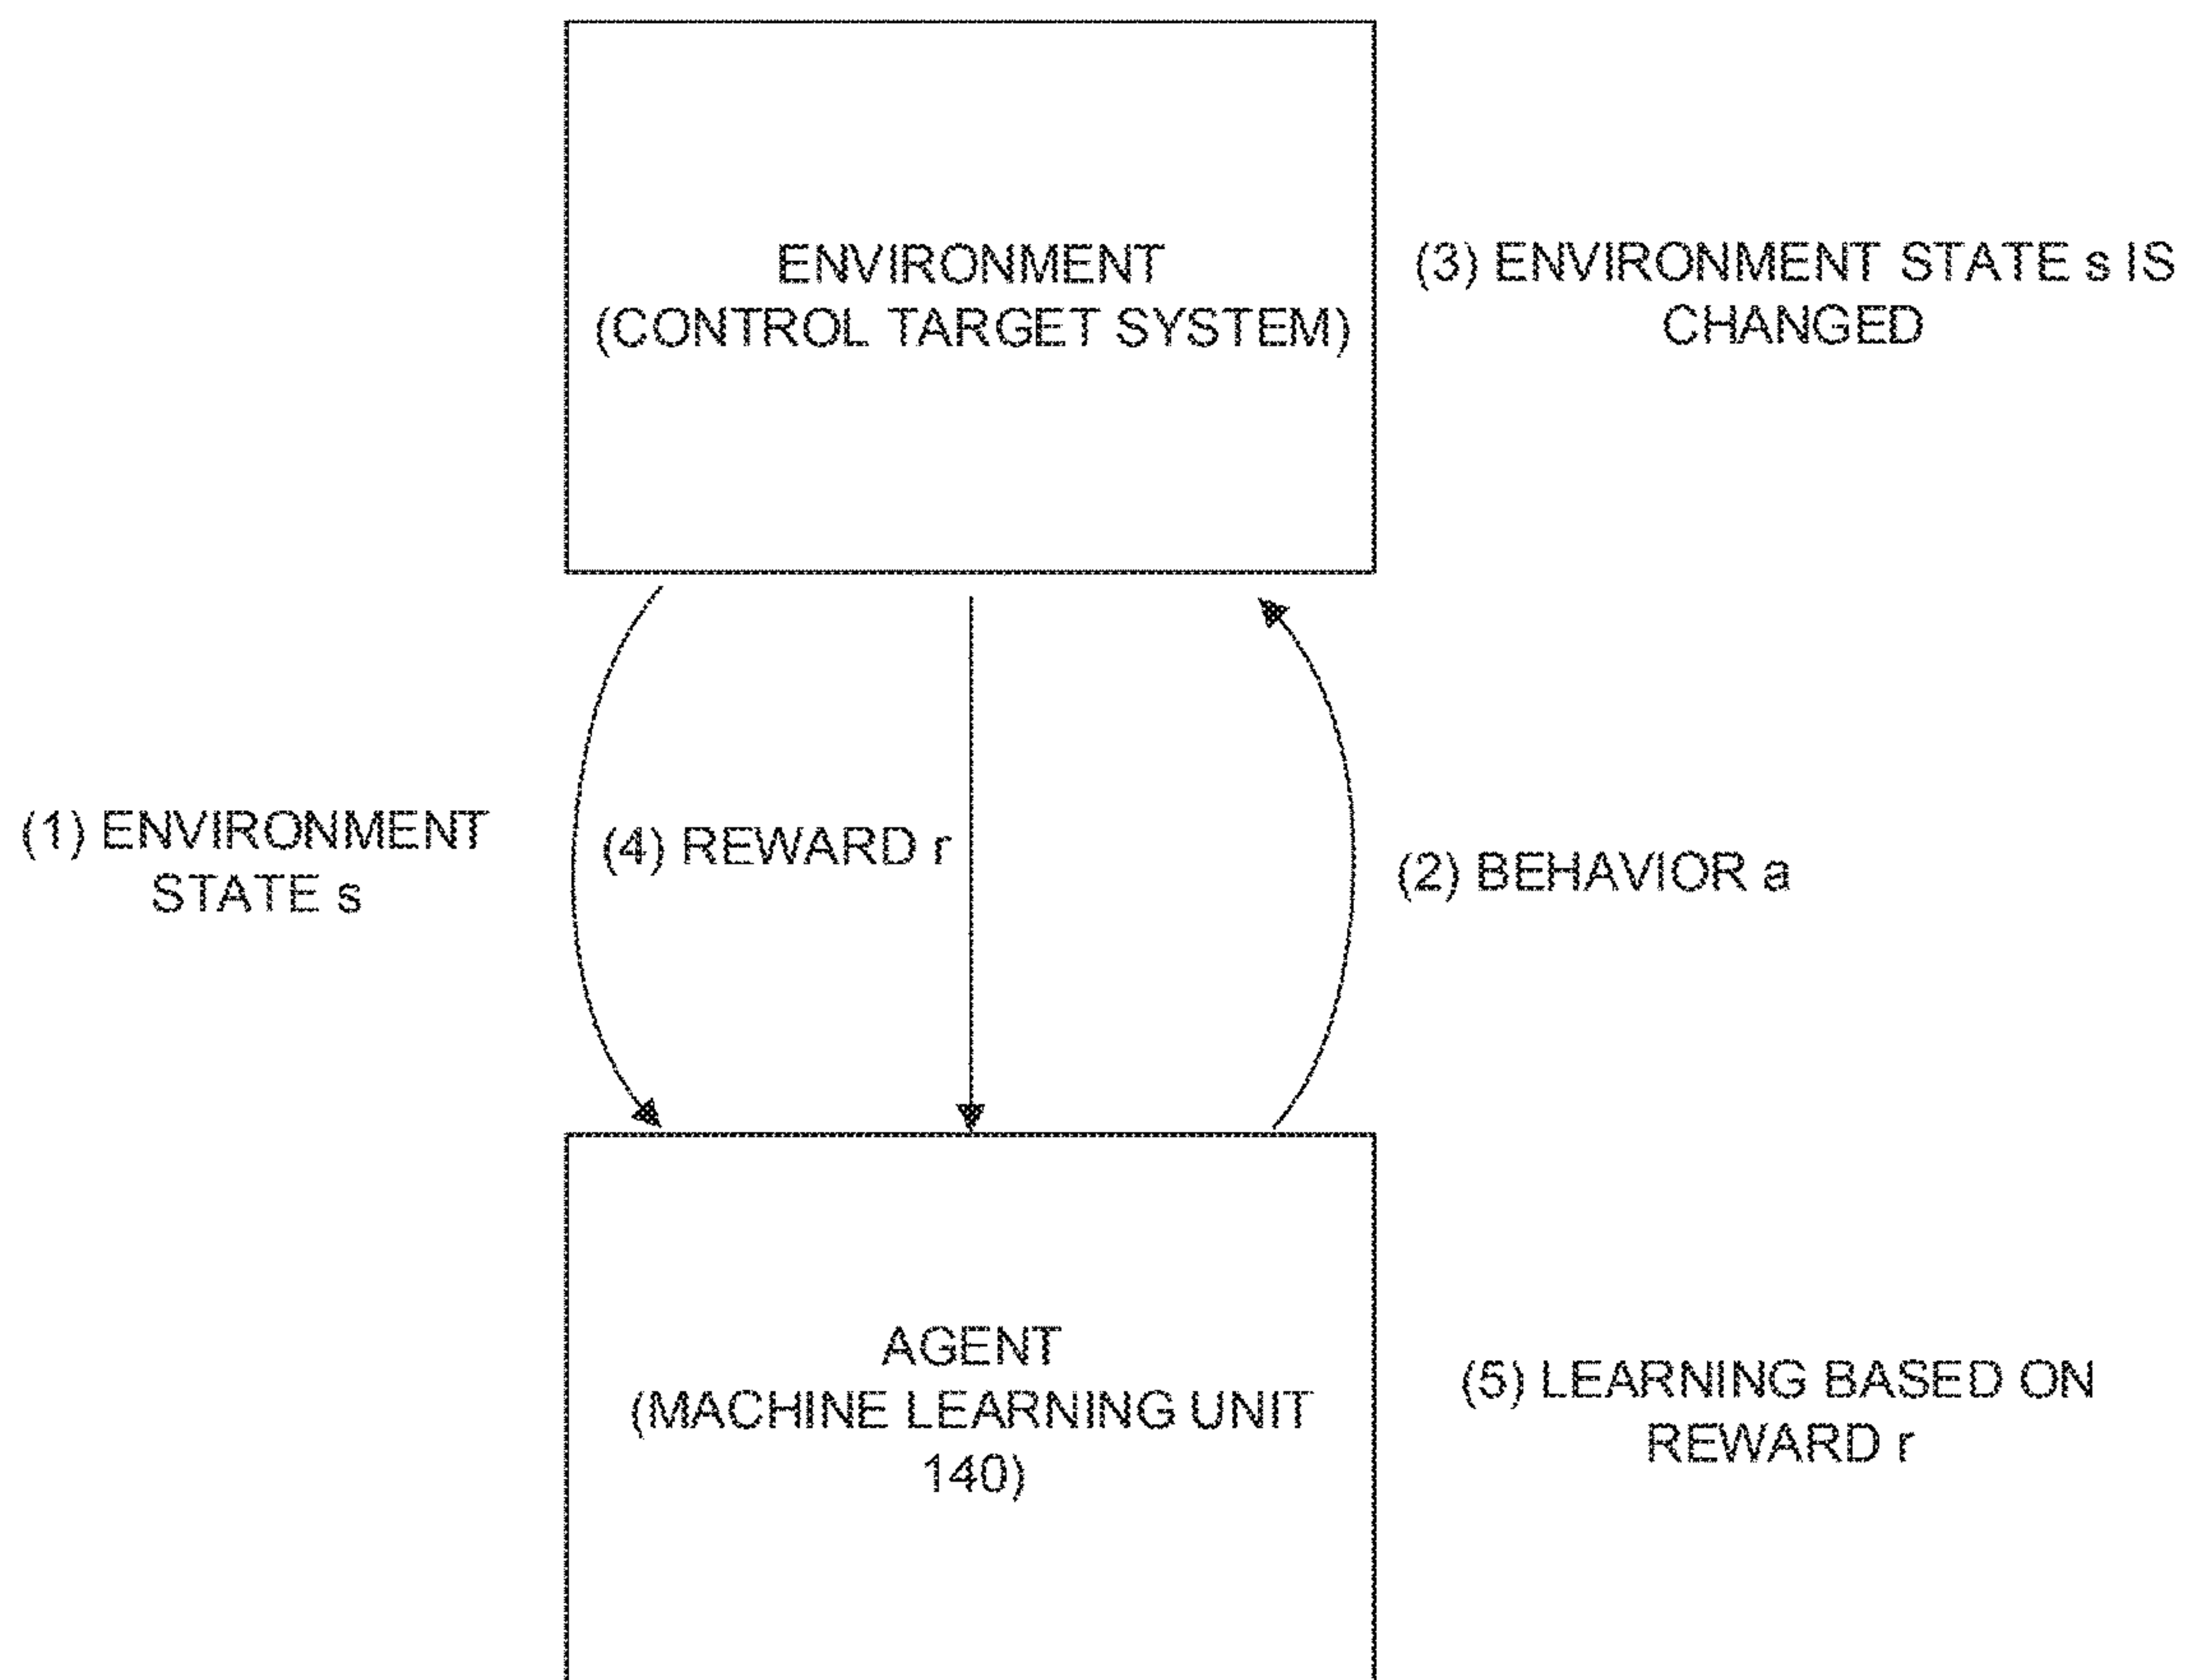 ENVIRONMENT
(CONTROL TARGET SYSTEM)
(3) ENVIRONMENT STATE s IS
CHANGED
(1) ENVIRONMENT
STATE s
(4) REWARD r
(2) BEHAVIOR a
AGENT
(MACHINE LEARNING UNIT
140)
(5) LEARNING BASED ON
REWARD r